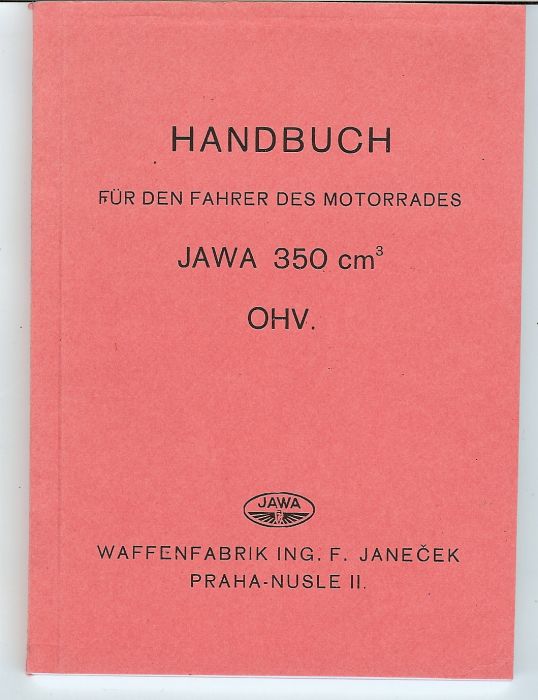 HANDBUCH
FÜR DEN FAHRER DES MOTORRADES
JAWA 350 cm³
OHV.
JAWA
WAFFENFABRIK ING. F. JANEČEK
PRAHA-NUSLE II.